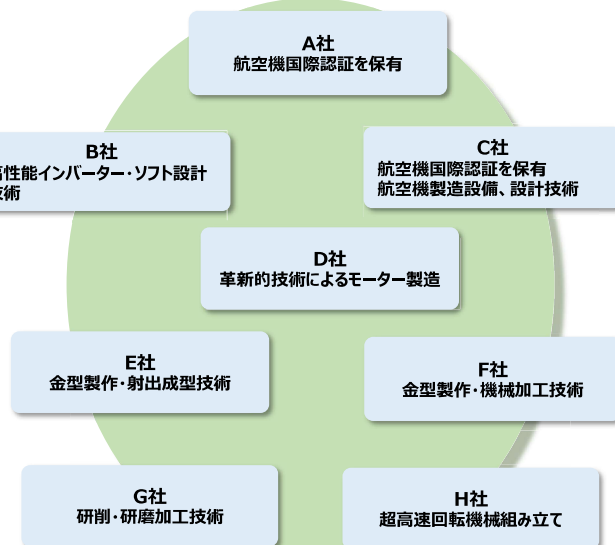 A社
航空機国際認証を保有
B社
性能インバーター・ソフト設計
術
C社
航空機国際認証を保有
航空機製造設備、設計技術
D社
革新的技術によるモーター製造
E社
金型製作・射出成型技術
F社
金型製作・機械加工技術
G社
研削・研磨加工技術
H社
超高速回転機械組み立て